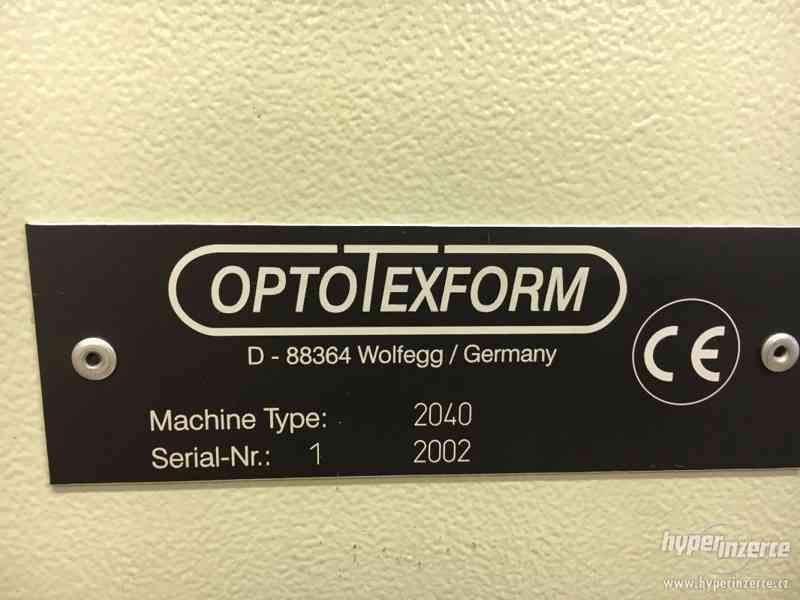 OPTOTEXFORM
D - 88364 Wolfegg / Germany
CE
Machine Type: 2040
Serial-Nr.: 1 2002
hyperinzerce
www.hyperinzerce.cz